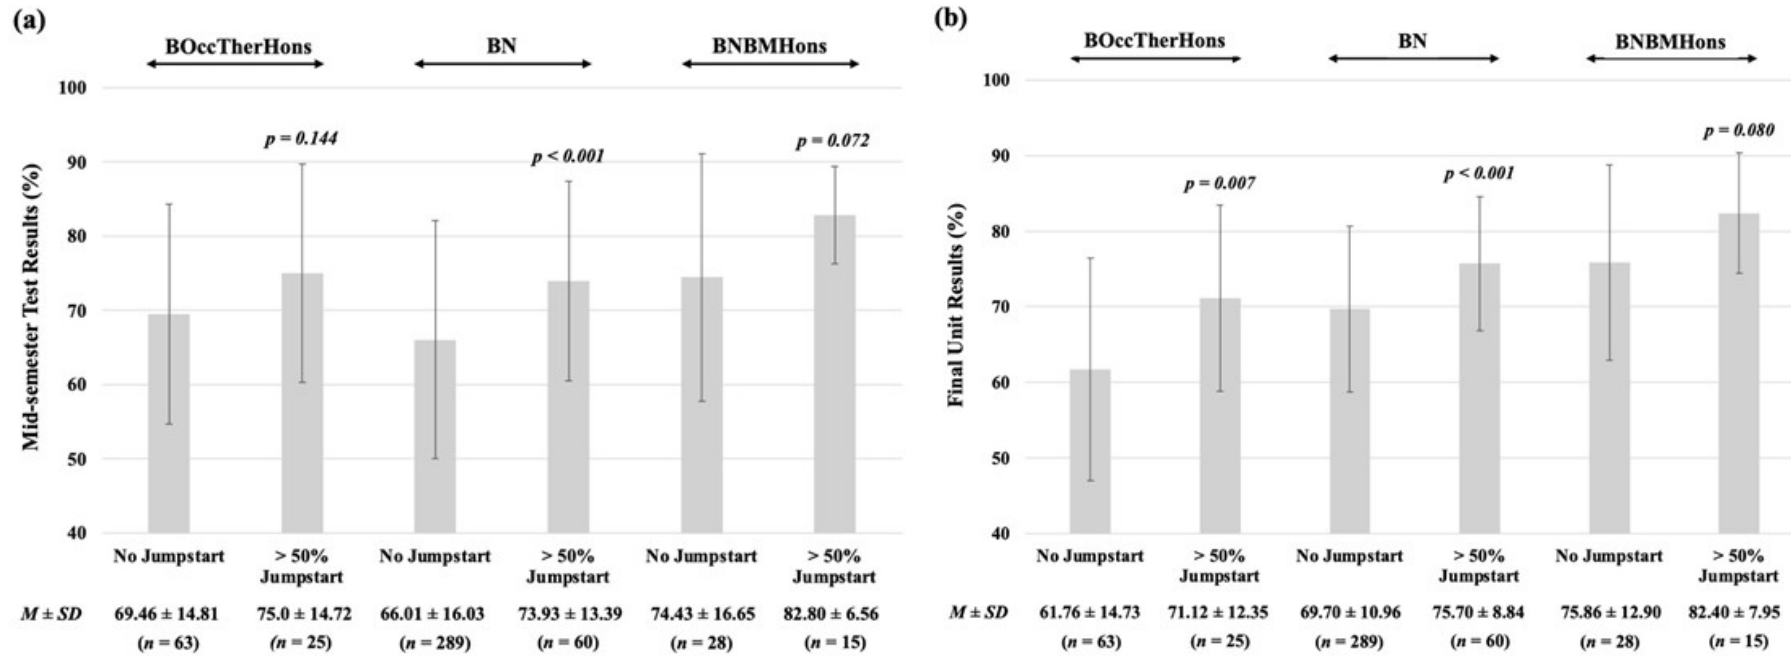 (a)
BOccTherHons BN BNBMHons
Mid-semester Test Results (%)
100
90
80
70
60
50
40
p = 0.144
p < 0.001
p = 0.072
No Jumpstart > 50% No Jumpstart > 50% No Jumpstart > 50%
Jumpstart Jumpstart Jumpstart
M ± SD 69.46 ± 14.81 75.0 ± 14.72 66.01 ± 16.03 73.93 ± 13.39 74.43 ± 16.65 82.80 ± 6.56
(n = 63) (n = 25) (n = 289) (n = 60) (n = 28) (n = 15)
(b)
BOccTherHons BN BNBMHons
Final Unit Results (%)
100
90
80
70
60
50
40
p = 0.007
p < 0.001
p = 0.080
No Jumpstart > 50% No Jumpstart > 50% No Jumpstart > 50%
Jumpstart Jumpstart Jumpstart
M ± SD 61.76 ± 14.73 71.12 ± 12.35 69.70 ± 10.96 75.70 ± 8.84 75.86 ± 12.90 82.40 ± 7.95
(n = 63) (n = 25) (n = 289) (n = 60) (n = 28) (n = 15)